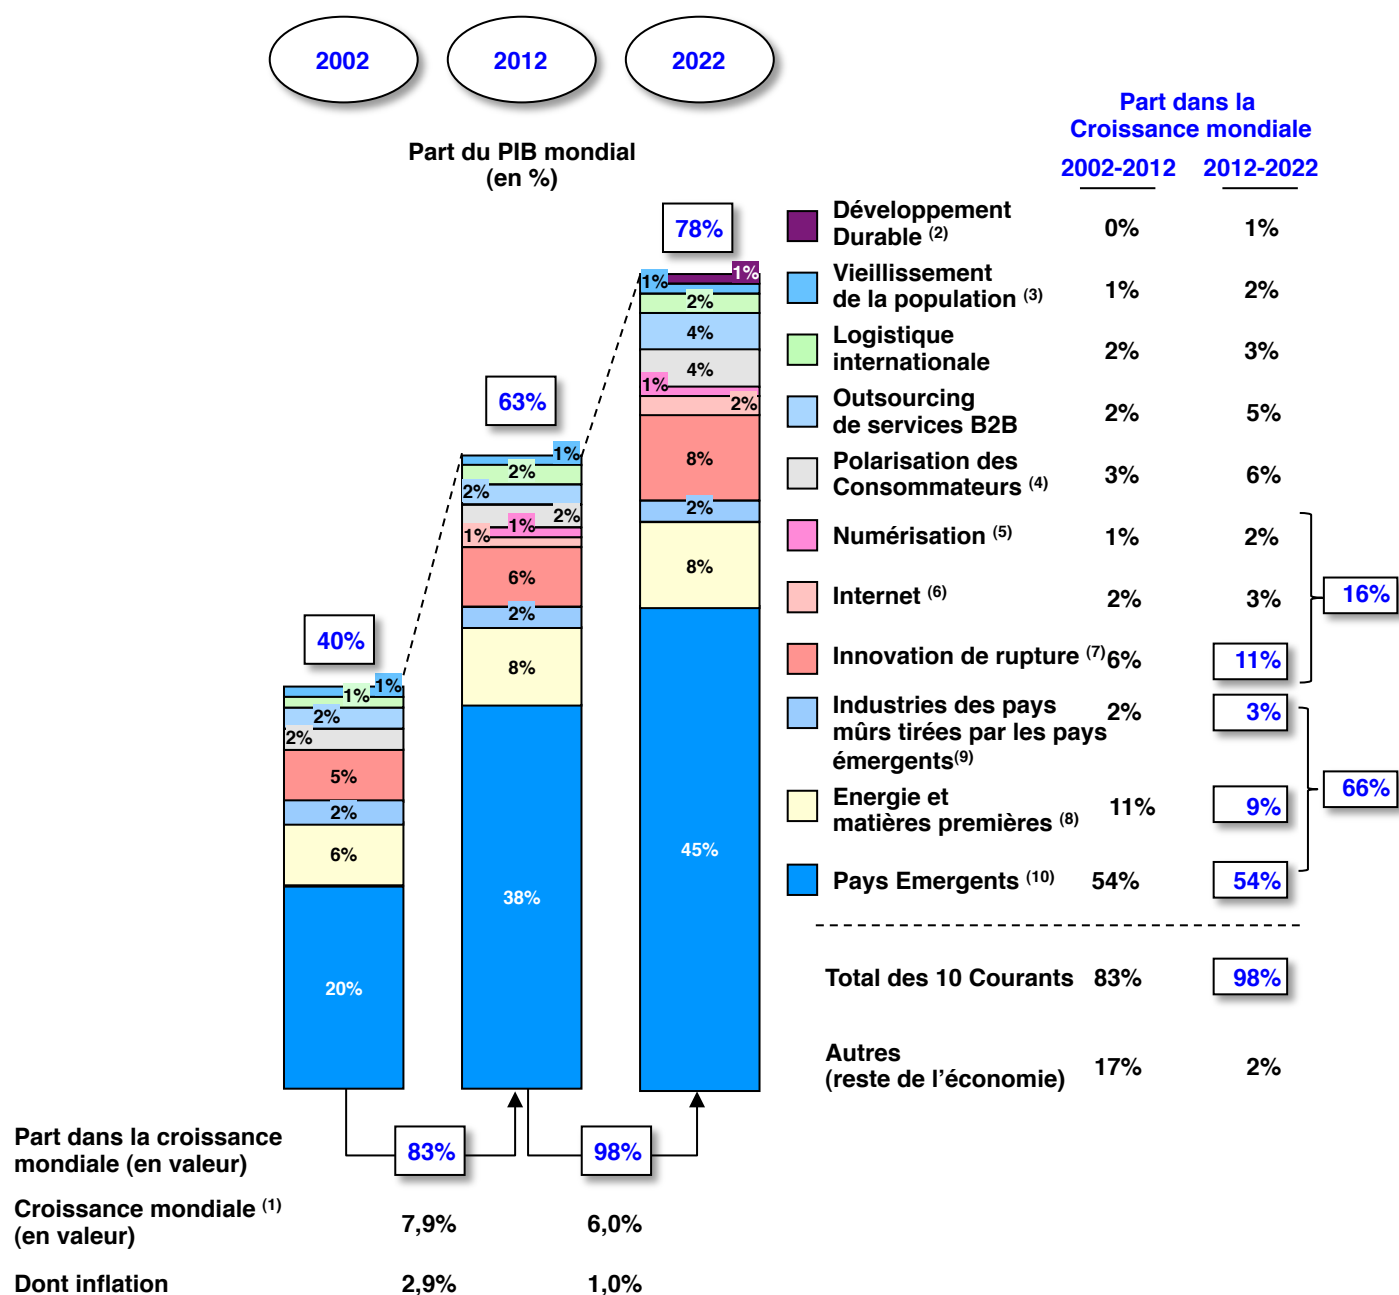 2002
2012
2022
Part du PIB mondial
(en %)
Part dans la
Croissance mondiale
2002-2012
2012-2022
40%
1%
1%
2%
2%
5%
2%
6%
20%
63%
1%
2%
2%
2%
1%
1%
6%
2%
8%
38%
78%
1%
1%
2%
4%
4%
1%
2%
8%
2%
8%
45%
Développement
Durable (2)
0%
1%
Vieillissement
de la population (3)
1%
2%
Logistique
internationale
2%
3%
Outsourcing
de services B2B
2%
5%
Polarisation des
Consommateurs (4)
3%
6%
Numérisation (5)
1%
2%
Internet (6)
2%
3%
16%
Innovation de rupture (7)
6%
11%
Industries des pays
mûrs tirées par les pays
émergents(9)
2%
3%
66%
Energie et
matières premières (8)
11%
9%
Pays Emergents (10)
54%
54%
Total des 10 Courants
83%
98%
Autres
(reste de l'économie)
17%
2%
Part dans la croissance
mondiale (en valeur)
83%
98%
Croissance mondiale (1)
(en valeur)
7,9%
6,0%
Dont inflation
2,9%
1,0%